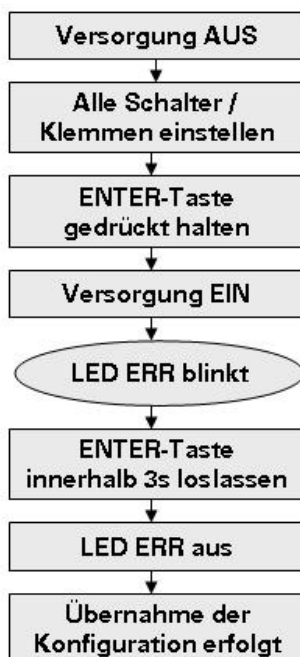 Versorgung AUS
Alle Schalter /
Klemmen einstellen
ENTER-Taste
gedrückt halten
Versorgung EIN
LED ERR blinkt
ENTER-Taste
innerhalb 3s loslassen
LED ERR aus
Übernahme der
Konfiguration erfolgt